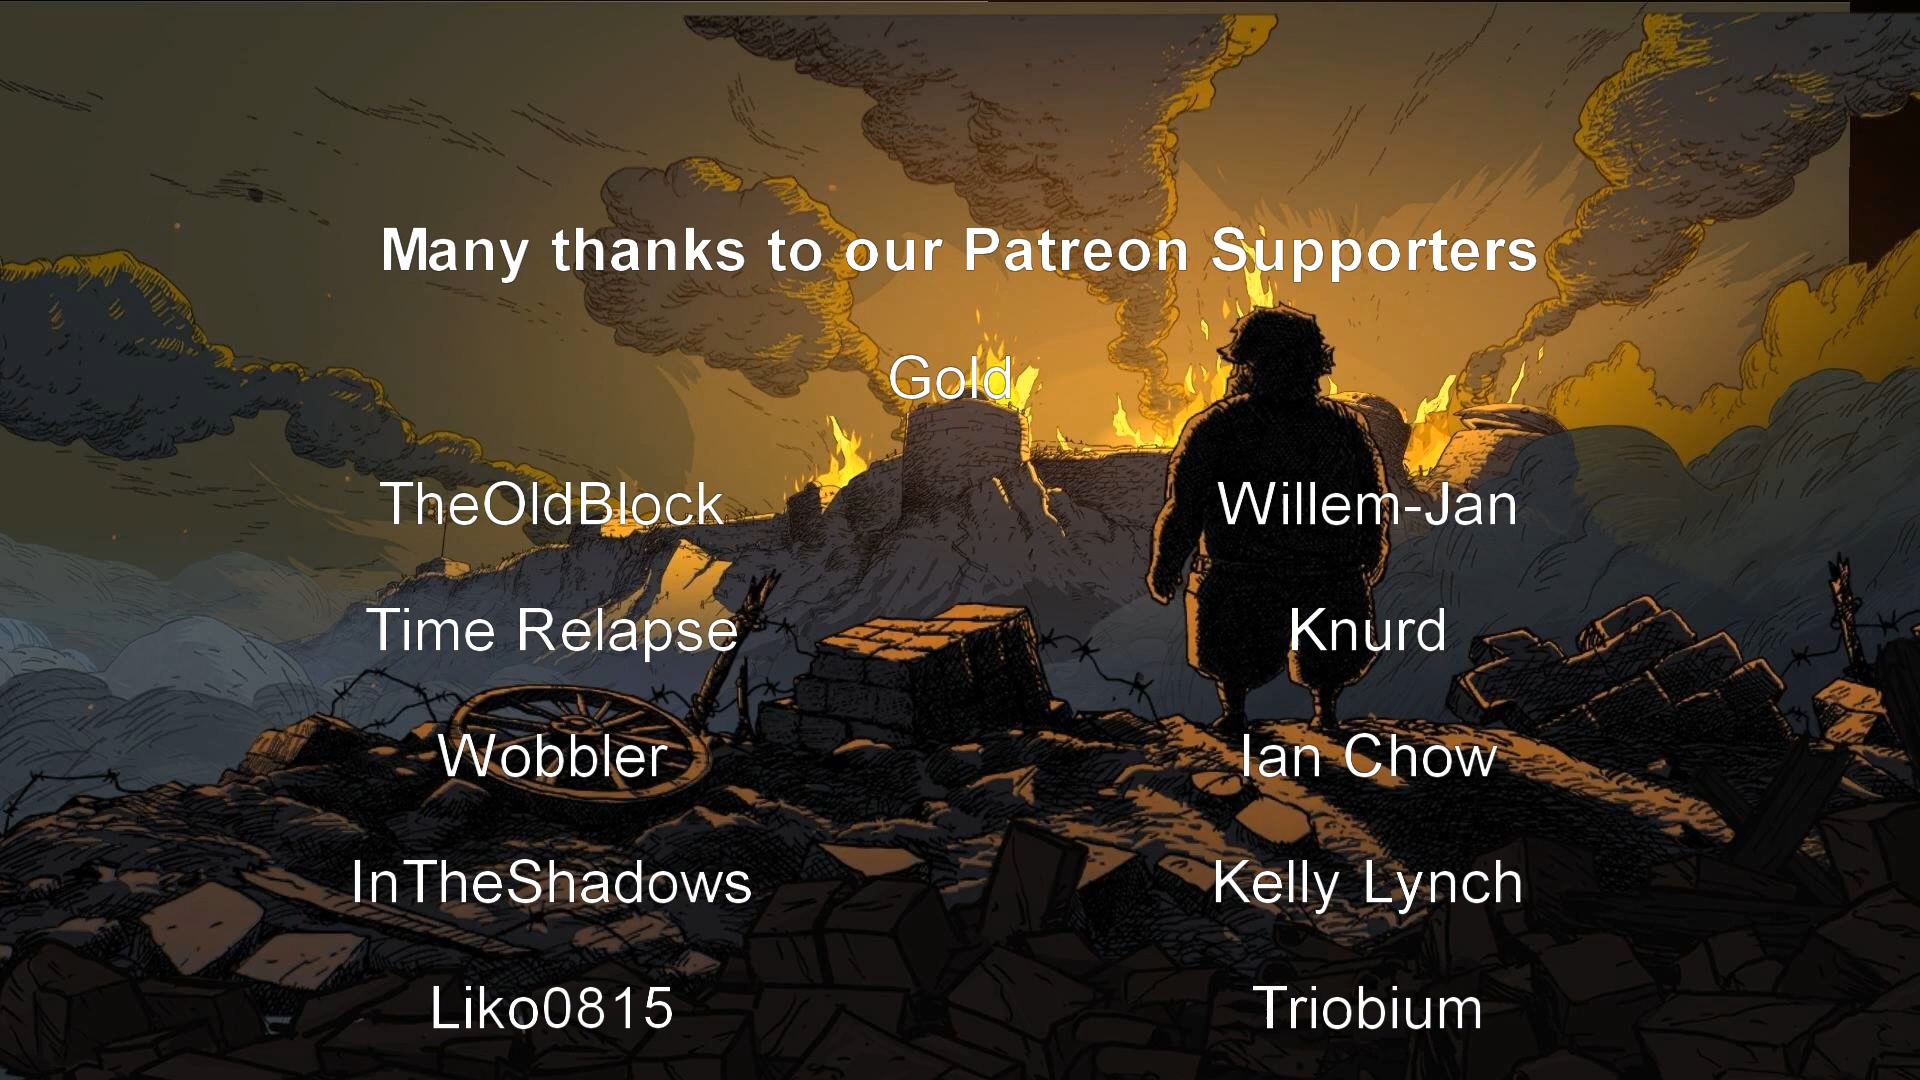 Many thanks to our Patreon Supporters
Gold
TheOldBlock Willem-Jan
Time Relapse Knurd
Wobbler Ian Chow
InTheShadows Kelly Lynch
Liko0815 Triobium